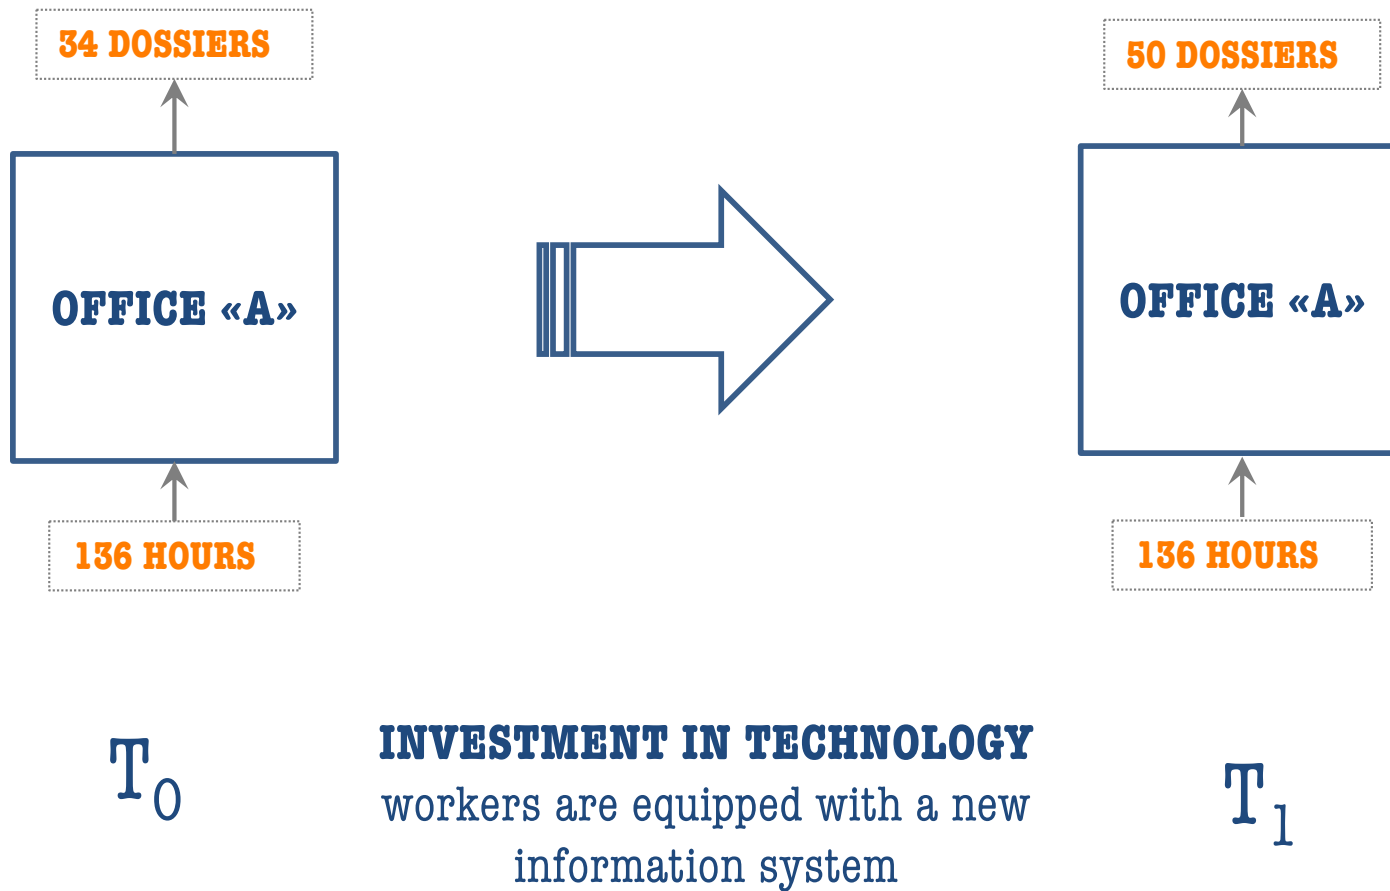 34 DOSSIERS
50 DOSSIERS
OFFICE «A»
OFFICE «A»
136 HOURS
136 HOURS
T0
INVESTMENT IN TECHNOLOGY
workers are equipped with a new
information system
T1